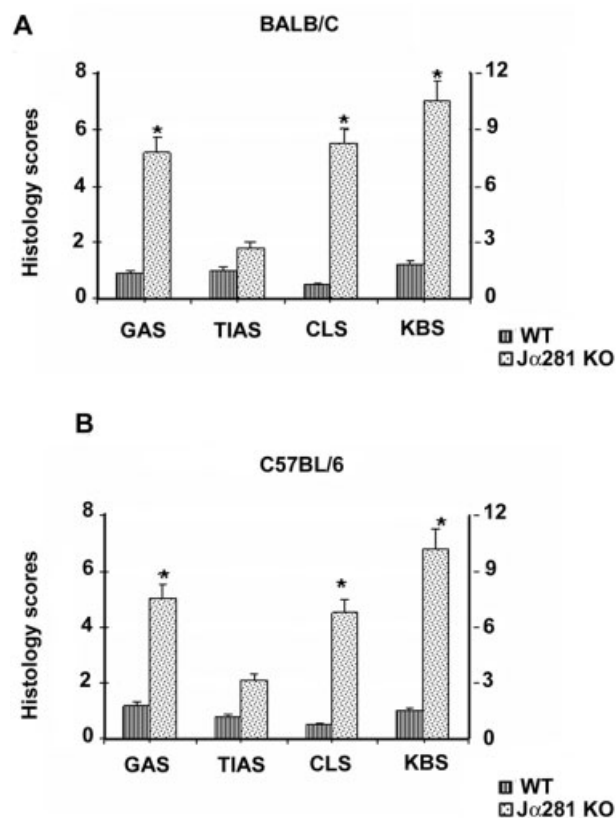 A
BALB/C
Histology scores
8
6
4
2
0
12
9
6
3
0
GAS TIAS CLS KBS
* * *
WT
Jα281 KO
B
C57BL/6
Histology scores
8
6
4
2
0
12
9
6
3
0
GAS TIAS CLS KBS
* * *
WT
Jα281 KO